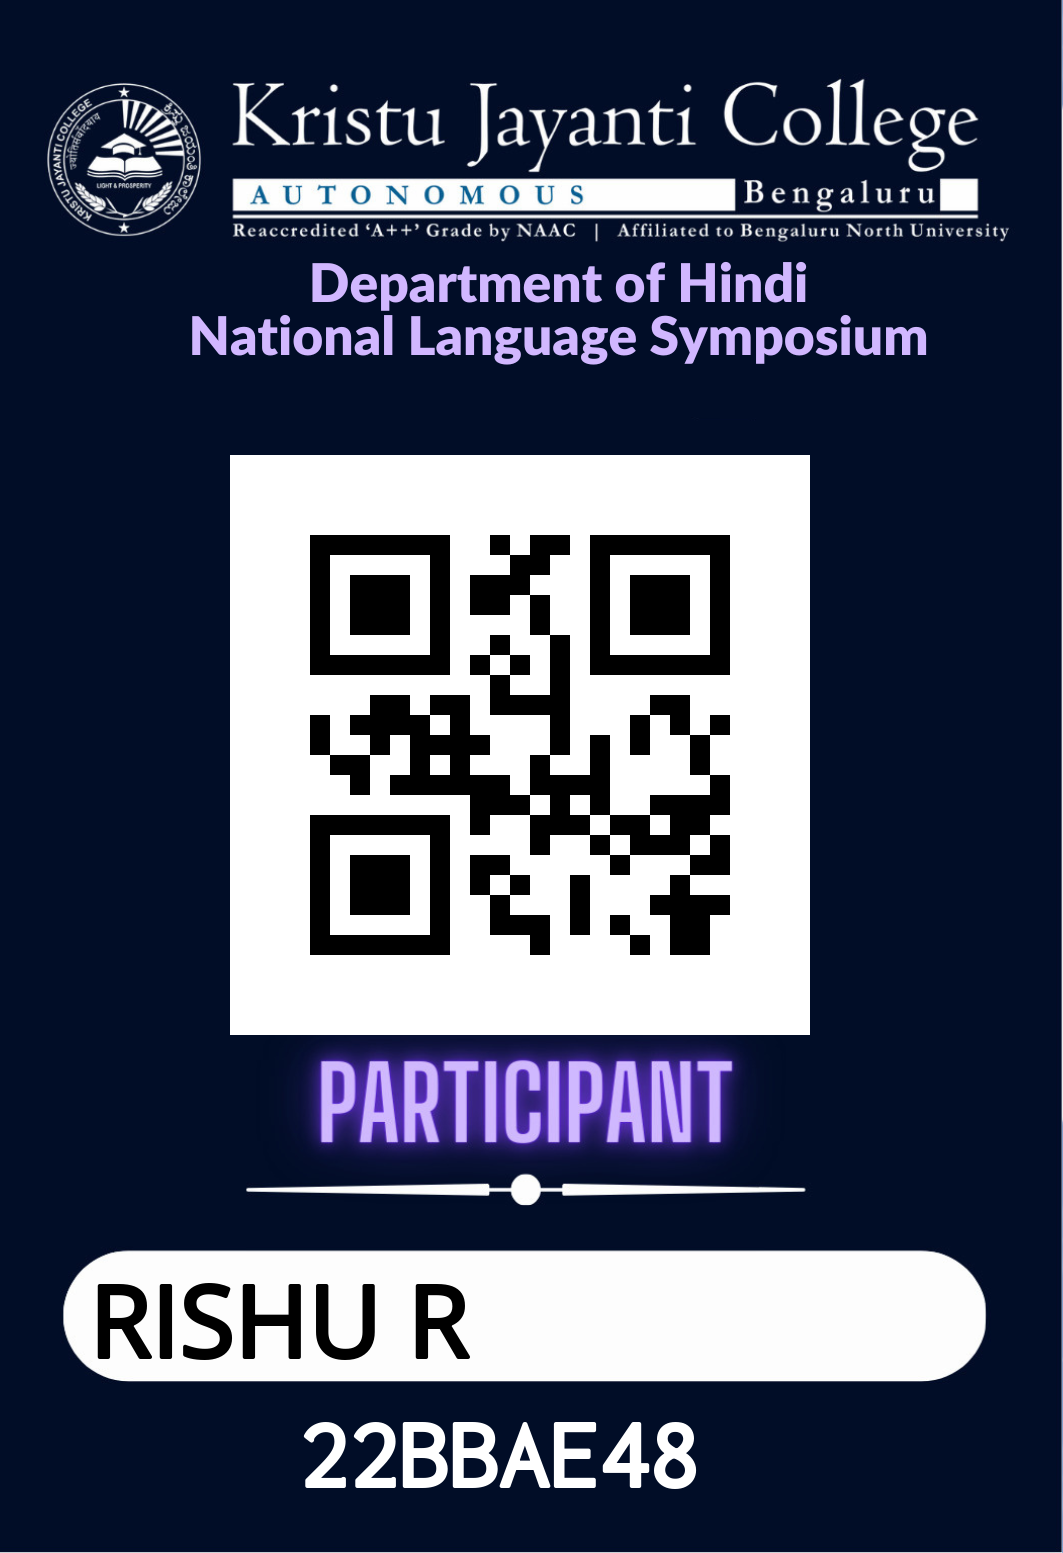 Kristu Jayanti College
AUTONOMOUS Bengaluru
Reaccredited ‘A++’ Grade by NAAC | Affiliated to Bengaluru North University
KRISTU JAYANTI COLLEGE
LIGHT & PROSPERITY
Department of Hindi
National Language Symposium
PARTICIPANT
RISHU R
22BBAE48